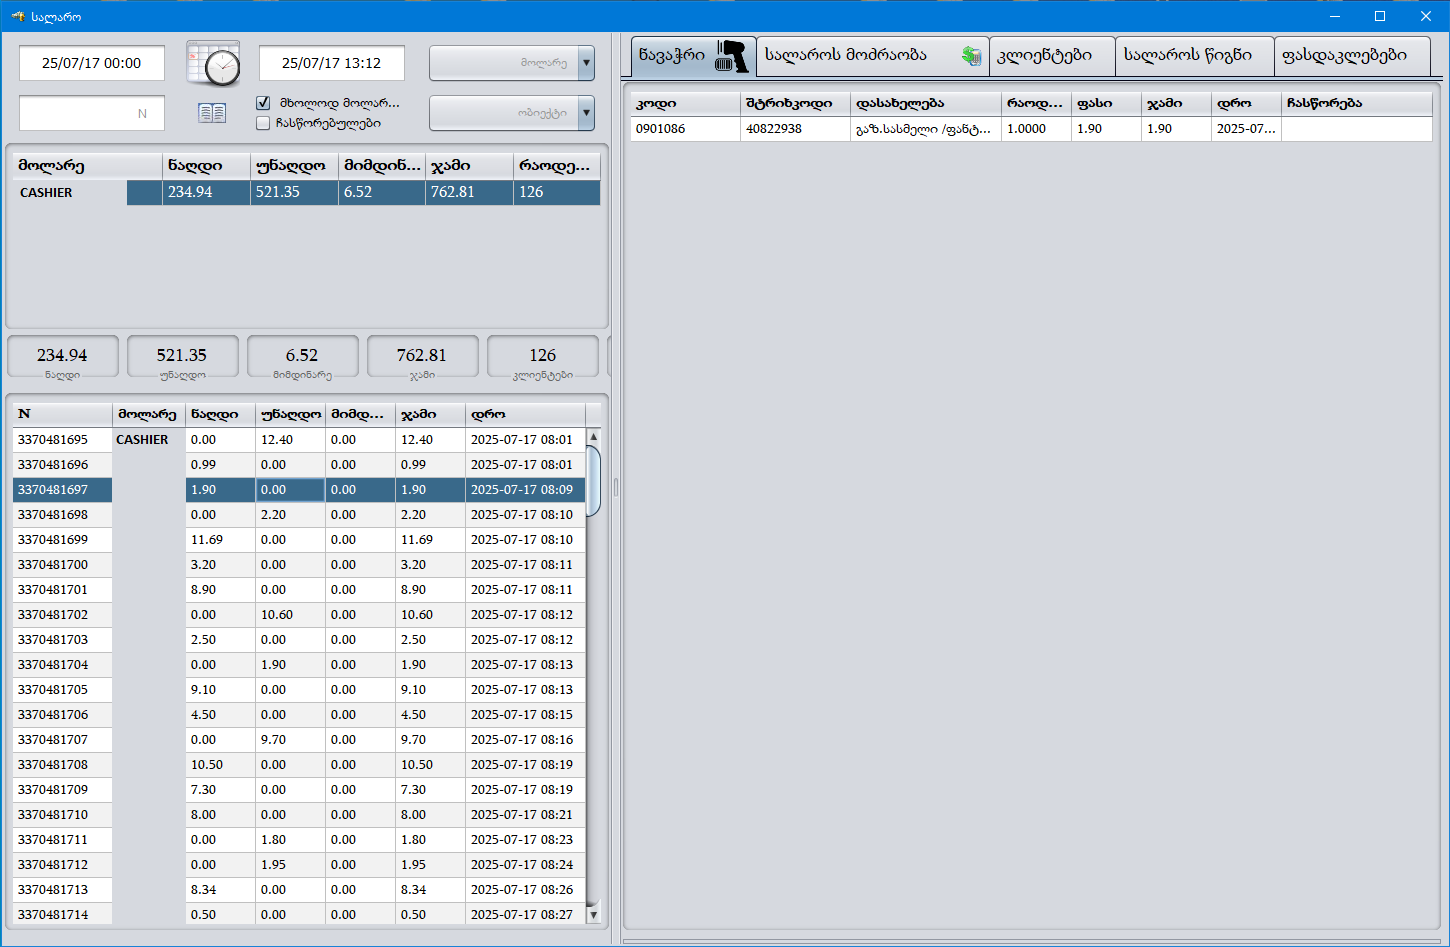 სალარო
25/07/17 00:00
25/07/17 13:12
მოლარე
N
მხოლოდ მოლარ...
ჩასწორებულები
ობიექტი
მოლარე ნაღდი უნაღდო მიმდინ... ჯამი რაოდე...
CASHIER 234.94 521.35 6.52 762.81 126
234.94 521.35 6.52 762.81 126
ნაღდი უნაღდო მიმდინარე ჯამი კლიენტები
N მოლარე ნაღდი უნაღდო მიმდ... ჯამი დრო
3370481695 CASHIER 0.00 12.40 0.00 12.40 2025-07-17 08:01
3370481696 0.99 0.00 0.00 0.99 2025-07-17 08:01
3370481697 1.90 0.00 0.00 1.90 2025-07-17 08:09
3370481698 0.00 2.20 0.00 2.20 2025-07-17 08:10
3370481699 11.69 0.00 0.00 11.69 2025-07-17 08:10
3370481700 3.20 0.00 0.00 3.20 2025-07-17 08:11
3370481701 8.90 0.00 0.00 8.90 2025-07-17 08:11
3370481702 0.00 10.60 0.00 10.60 2025-07-17 08:12
3370481703 2.50 0.00 0.00 2.50 2025-07-17 08:12
3370481704 0.00 1.90 0.00 1.90 2025-07-17 08:13
3370481705 9.10 0.00 0.00 9.10 2025-07-17 08:13
3370481706 4.50 0.00 0.00 4.50 2025-07-17 08:15
3370481707 0.00 9.70 0.00 9.70 2025-07-17 08:16
3370481708 10.50 0.00 0.00 10.50 2025-07-17 08:19
3370481709 7.30 0.00 0.00 7.30 2025-07-17 08:19
3370481710 8.00 0.00 0.00 8.00 2025-07-17 08:21
3370481711 0.00 1.80 0.00 1.80 2025-07-17 08:23
3370481712 0.00 1.95 0.00 1.95 2025-07-17 08:24
3370481713 8.34 0.00 0.00 8.34 2025-07-17 08:26
3370481714 0.50 0.00 0.00 0.50 2025-07-17 08:27
ნავაჭრი სალაროს მოძრაობა კლიენტები სალაროს წიგნი ფასდაკლებები
კოდი შტრიხკოდი დასახელება რაოდ... ფასი ჯამი დრო ჩასწორება
0901086 40822938 გაზ.სასმელი /ფანტ... 1.0000 1.90 1.90 2025-07...